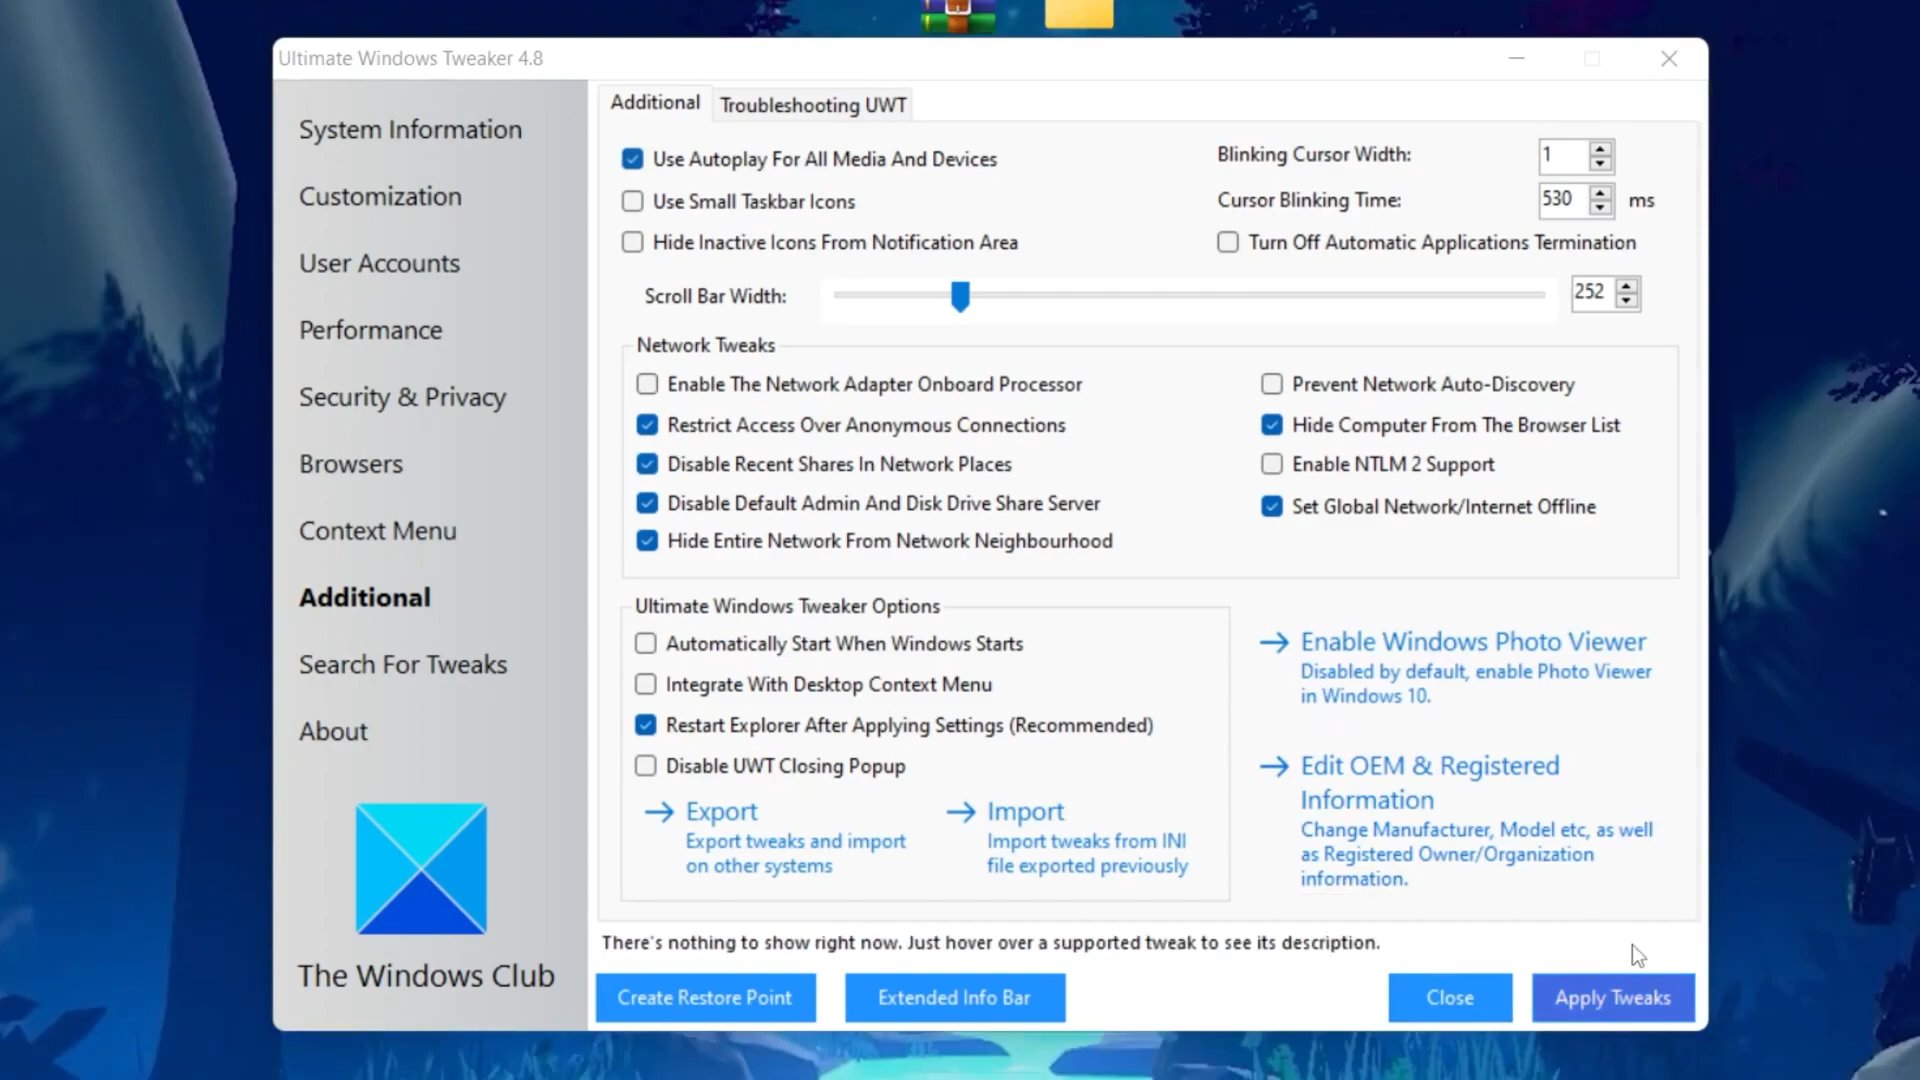 Ultimate Windows Tweaker 4.8
System Information
Customization
User Accounts
Performance
Security & Privacy
Browsers
Context Menu
Additional
Search For Tweaks
About
The Windows Club
Additional
Troubleshooting UWT
Use Autoplay For All Media And Devices
Use Small Taskbar Icons
Hide Inactive Icons From Notification Area
Blinking Cursor Width: 1
Cursor Blinking Time: 530 ms
Turn Off Automatic Applications Termination
Scroll Bar Width: 252
Network Tweaks
Enable The Network Adapter Onboard Processor
Restrict Access Over Anonymous Connections
Disable Recent Shares In Network Places
Disable Default Admin And Disk Drive Share Server
Hide Entire Network From Network Neighbourhood
Prevent Network Auto-Discovery
Hide Computer From The Browser List
Enable NTLM 2 Support
Set Global Network/Internet Offline
Ultimate Windows Tweaker Options
Automatically Start When Windows Starts
Integrate With Desktop Context Menu
Restart Explorer After Applying Settings (Recommended)
Disable UWT Closing Popup
Export
Export tweaks and import
on other systems
Import
Import tweaks from INI
file exported previously
Enable Windows Photo Viewer
Disabled by default, enable Photo Viewer
in Windows 10.
Edit OEM & Registered
Information
Change Manufacturer, Model etc, as well
as Registered Owner/Organization
information.
There's nothing to show right now. Just hover over a supported tweak to see its description.
Create Restore Point
Extended Info Bar
Close
Apply Tweaks